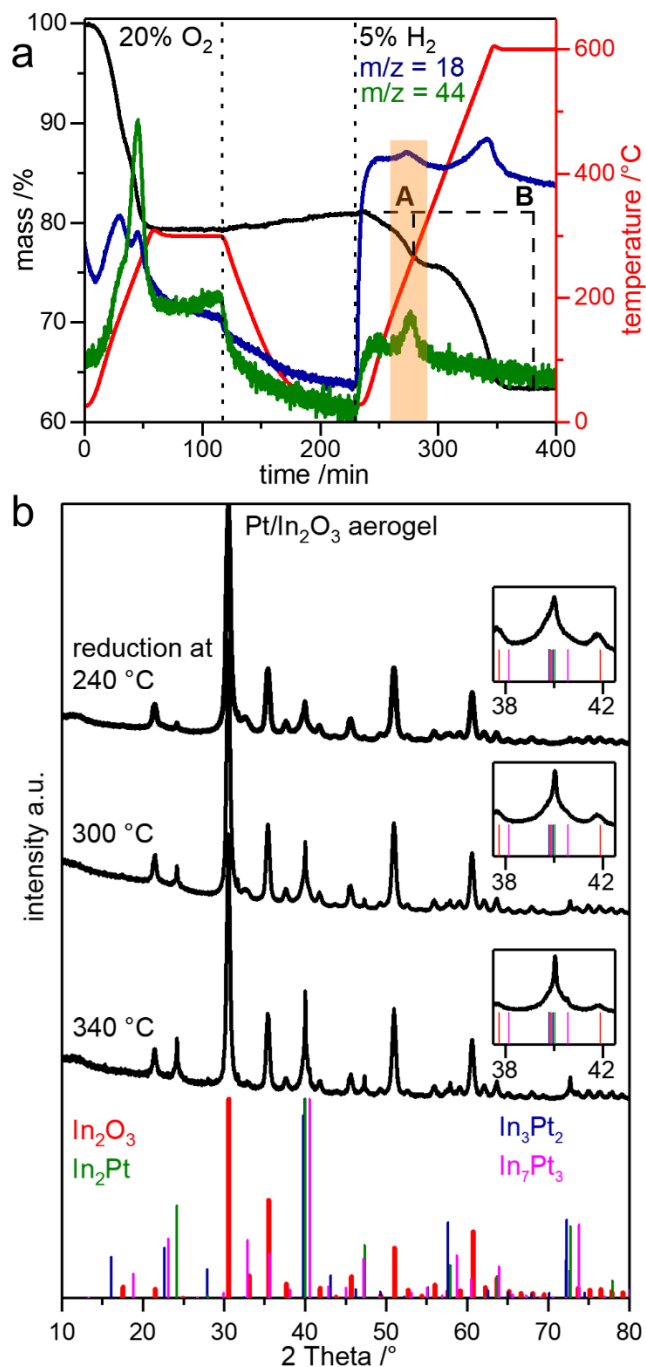 a
20% O₂
5% H₂
m/z = 18
m/z = 44
A
B
100
90
80
70
60
mass /%
600
400
200
0
temperature /°C
0
100
200
300
400
time /min
b
Pt/In₂O₃ aerogel
reduction at
240 °C
38
42
300 °C
38
42
340 °C
38
42
intensity a.u.
In₂O₃
In₂Pt
In₃Pt₂
In₇Pt₃
10
20
30
40
50
60
70
80
2 Theta /°